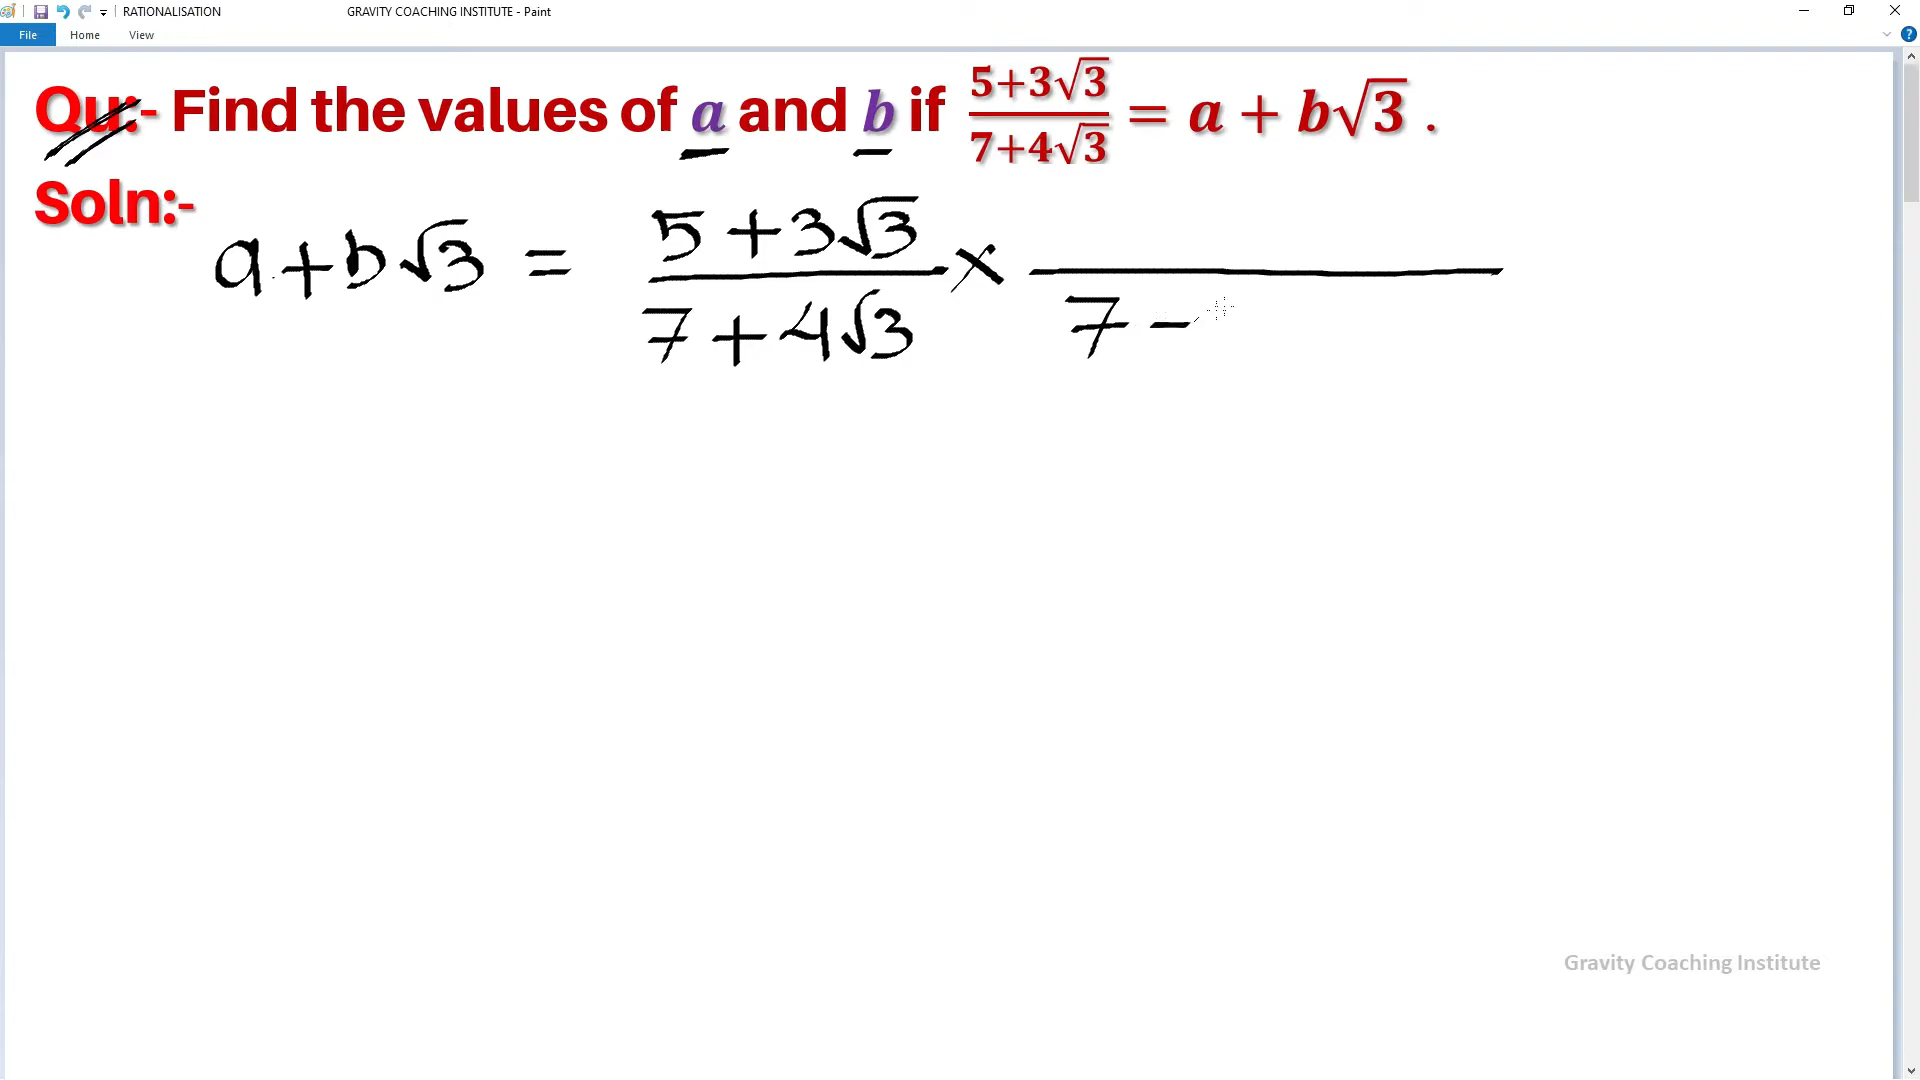 RATIONALISATION GRAVITY COACHING INSTITUTE - Paint
File Home View
Qu:- Find the values of a and b if (5+3√3)/(7+4√3) = a + b√3 .
Soln:-
a+b√3 = (5+3√3)/(7+4√3) × /(7 -
Gravity Coaching Institute